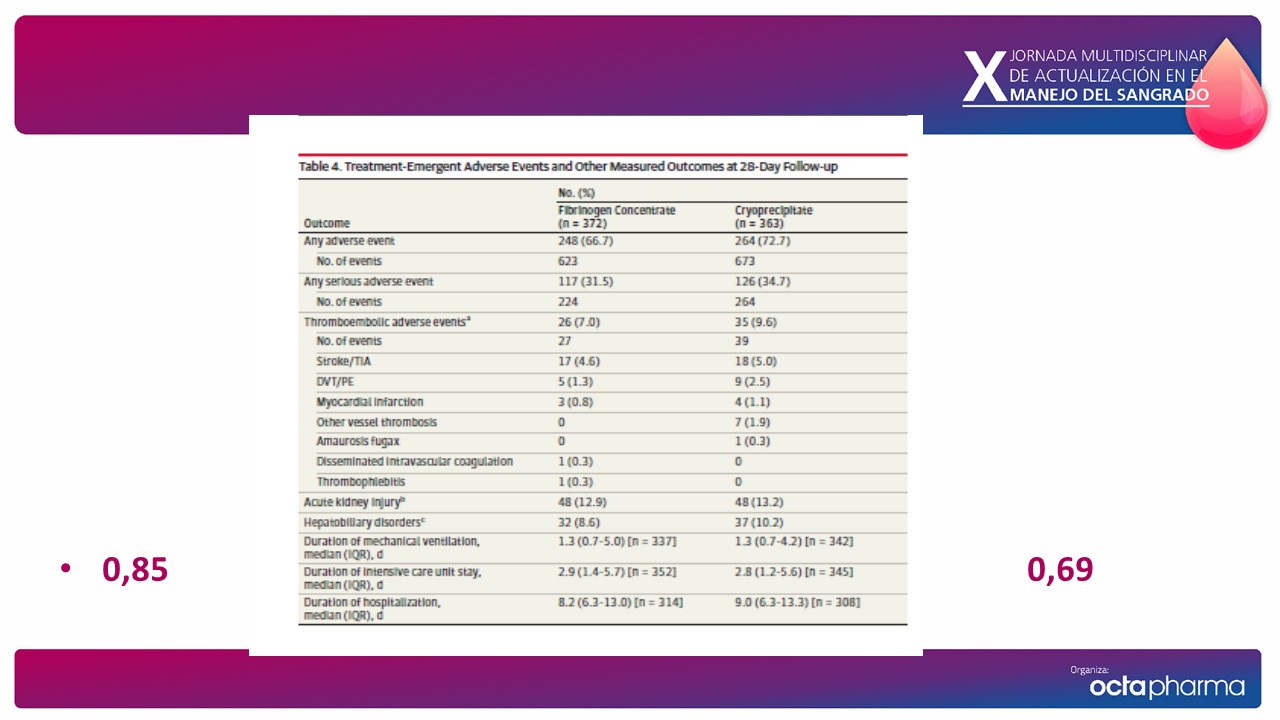 X JORNADA MULTIDISCIPLINAR
DE ACTUALIZACIÓN EN EL
MANEJO DEL SANGRADO
Table 4. Treatment-Emergent Adverse Events and Other Measured Outcomes at 28-Day Follow-up
No. (%)
Outcome Fibrinogen Concentrate (n = 372) Cryoprecipitate (n = 363)
Any adverse event 248 (66.7) 264 (72.7)
No. of events 623 673
Any serious adverse event 117 (31.5) 126 (34.7)
No. of events 224 264
Thromboembolic adverse eventsᵃ 26 (7.0) 35 (9.6)
No. of events 27 39
Stroke/TIA 17 (4.6) 18 (5.0)
DVT/PE 5 (1.3) 9 (2.5)
Myocardial infarction 3 (0.8) 4 (1.1)
Other vessel thrombosis 0 7 (1.9)
Amaurosis fugax 0 1 (0.3)
Disseminated intravascular coagulation 1 (0.3) 0
Thrombophlebitis 1 (0.3) 0
Acute kidney injuryᵇ 48 (12.9) 48 (13.2)
Hepatobiliary disordersᶜ 32 (8.6) 37 (10.2)
Duration of mechanical ventilation, 1.3 (0.7-5.0) [n = 337] 1.3 (0.7-4.2) [n = 342]
median (IQR), d
Duration of intensive care unit stay, 2.9 (1.4-5.7) [n = 352] 2.8 (1.2-5.6) [n = 345]
median (IQR), d
Duration of hospitalization, 8.2 (6.3-13.0) [n = 314] 9.0 (6.3-13.3) [n = 308]
median (IQR), d
• 0,85
0,69
Organiza:
octapharma